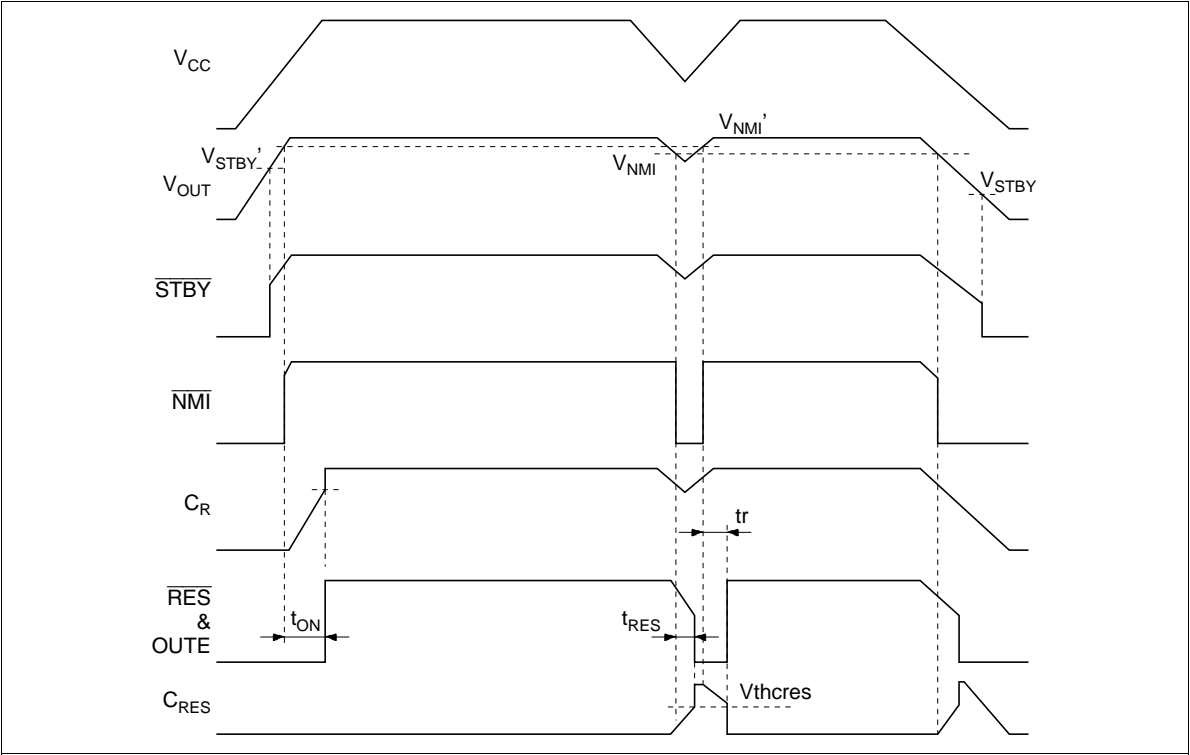 VCC
VNMI’
VSTBY’
VNMI
VOUT
VSTBY
STBY
NMI
CR
tr
RES
&
OUTE
tON
tRES
Vthcres
CRES